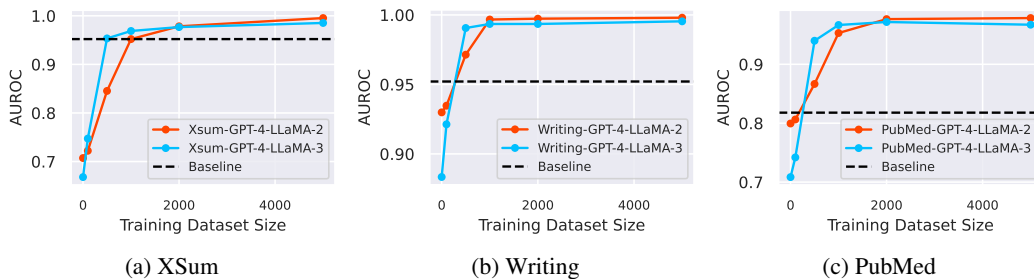 1.0
0.9
0.8
0.7
AUROC
Xsum-GPT-4-LLaMA-2
Xsum-GPT-4-LLaMA-3
Baseline
0
2000
4000
Training Dataset Size
(a) XSum
1.00
0.95
0.90
AUROC
Writing-GPT-4-LLaMA-2
Writing-GPT-4-LLaMA-3
Baseline
0
2000
4000
Training Dataset Size
(b) Writing
0.9
0.8
0.7
AUROC
PubMed-GPT-4-LLaMA-2
PubMed-GPT-4-LLaMA-3
Baseline
0
2000
4000
Training Dataset Size
(c) PubMed